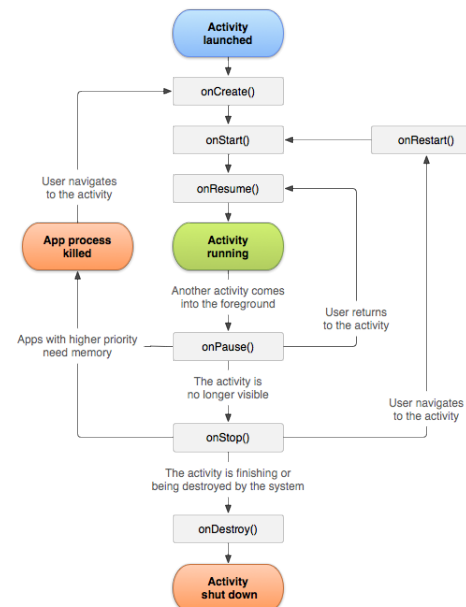 Activity
launched
onCreate()
onStart()
onRestart()
User navigates
to the activity
onResume()
App process
killed
Activity
running
Another activity comes
into the foreground
User returns
to the activity
Apps with higher priority
need memory
onPause()
The activity is
no longer visible
User navigates
to the activity
onStop()
The activity is finishing or
being destroyed by the system
onDestroy()
Activity
shut down